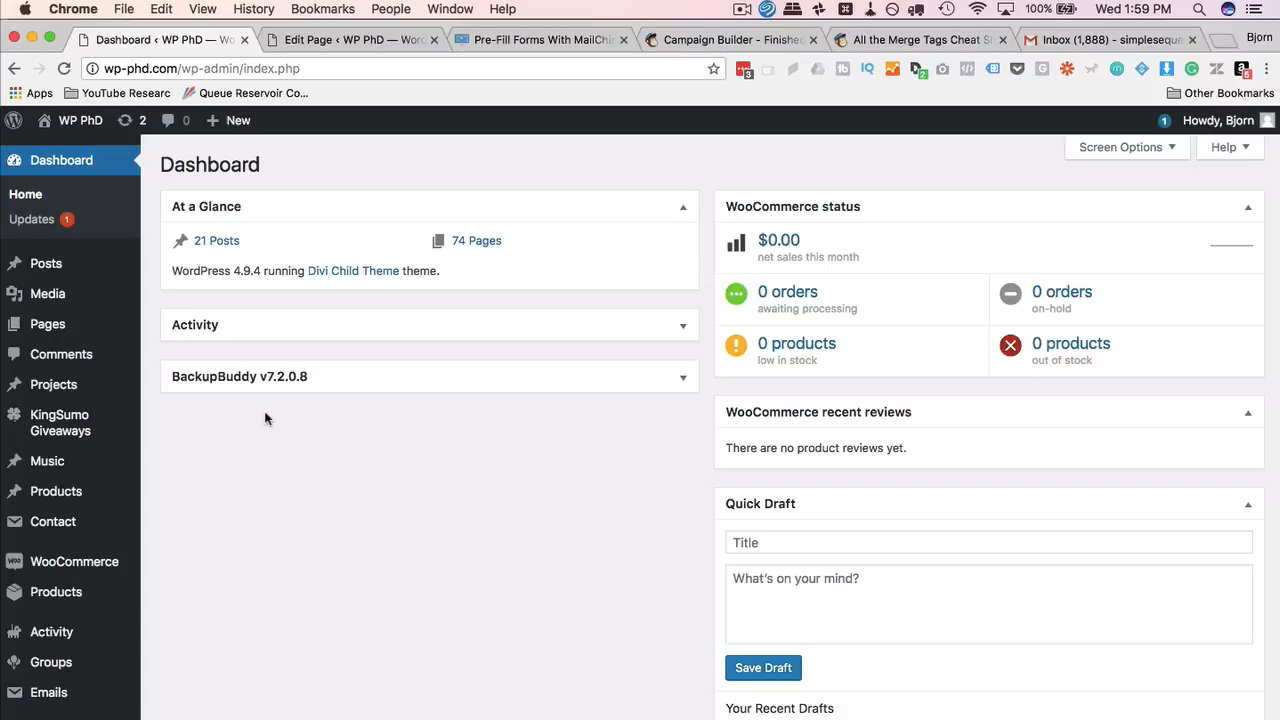 Chrome File Edit View History Bookmarks People Window Help 100% Wed 1:59 PM
Dashboard ‹ WP PhD — Wo
Edit Page ‹ WP PhD — Wor
Pre-Fill Forms With MailChi
Campaign Builder - Finishe
All the Merge Tags Cheat S
Inbox (1,888) - simplesequ
Bjorn
wp-phd.com/wp-admin/index.php
Apps YouTube Researc Queue Reservoir Co... Other Bookmarks
WP PhD 2 0 New 1 Howdy, Bjorn
Dashboard
Home
Updates 1
Posts
Media
Pages
Comments
Projects
KingSumo
Giveaways
Music
Products
Contact
WooCommerce
Products
Activity
Groups
Emails
Screen Options Help
Dashboard
At a Glance
21 Posts 74 Pages
WordPress 4.9.4 running Divi Child Theme theme.
Activity
BackupBuddy v7.2.0.8
WooCommerce status
$0.00
net sales this month
0 orders
awaiting processing
0 orders
on-hold
0 products
low in stock
0 products
out of stock
WooCommerce recent reviews
There are no product reviews yet.
Quick Draft
Title
What's on your mind?
Save Draft
Your Recent Drafts